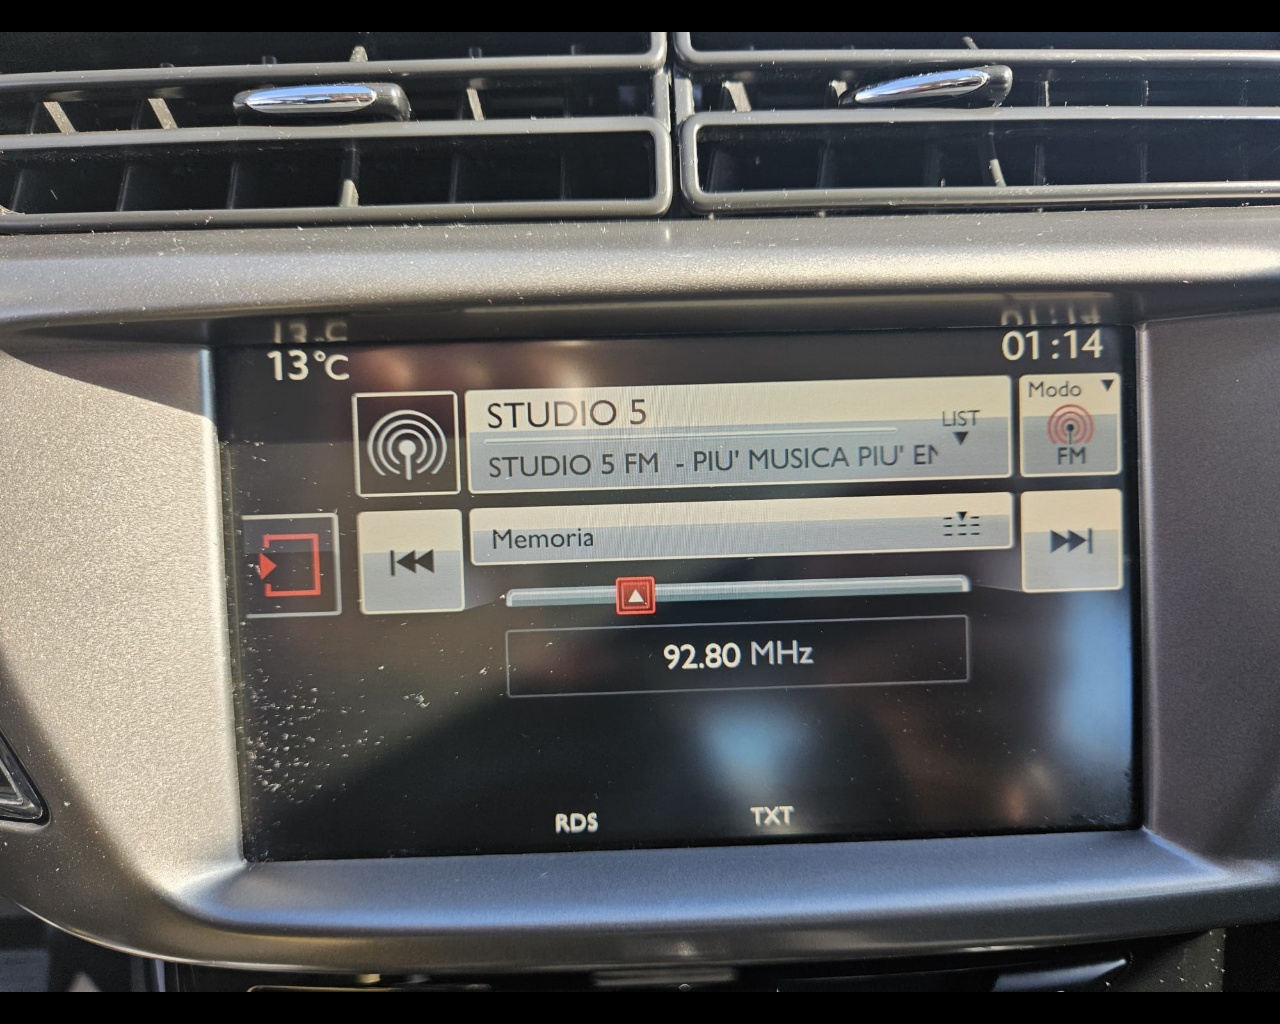 13°C
01:14
STUDIO 5
LIST
STUDIO 5 FM - PIU' MUSICA PIU' EN
Modo
FM
Memoria
92.80 MHz
RDS
TXT